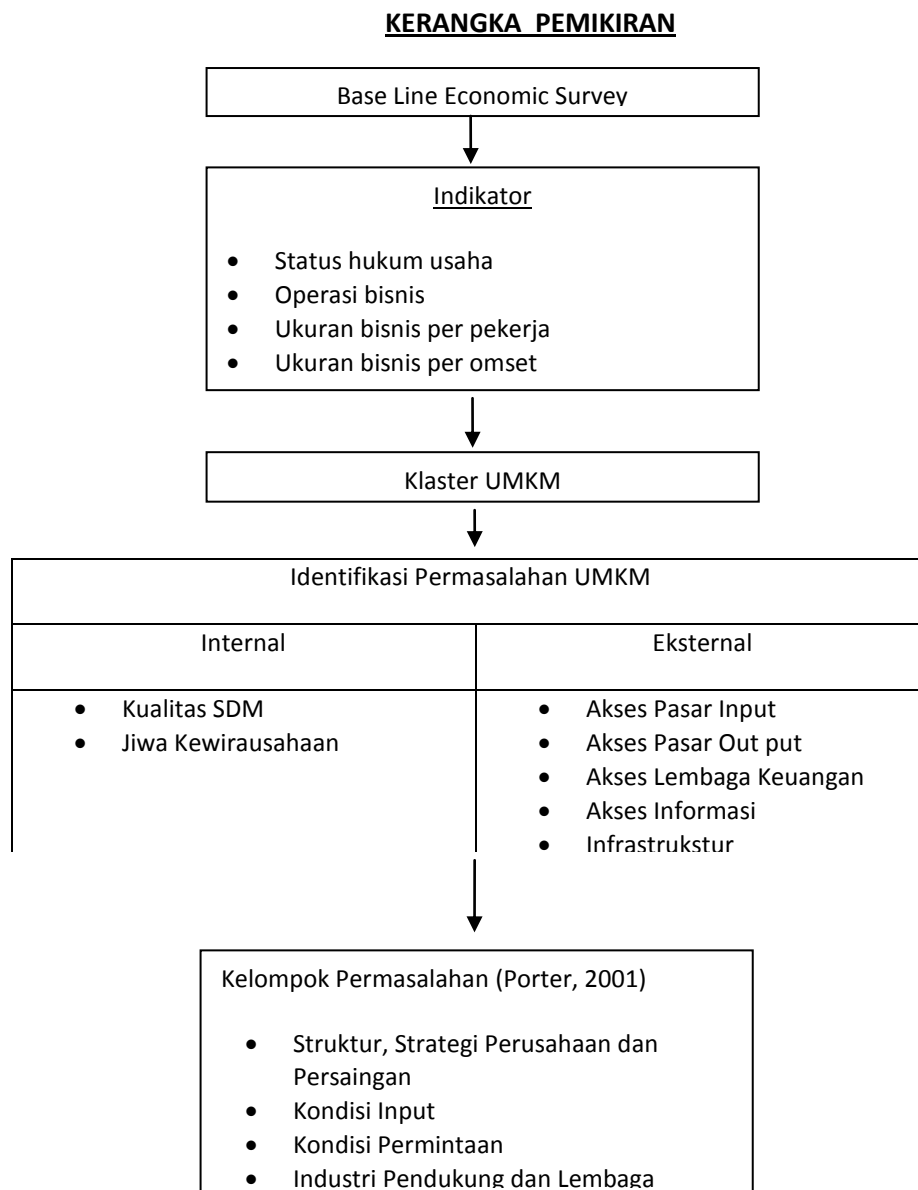 KERANGKA PEMIKIRAN
Base Line Economic Survey
Indikator
• Status hukum usaha
• Operasi bisnis
• Ukuran bisnis per pekerja
• Ukuran bisnis per omset
Klaster UMKM
Identifikasi Permasalahan UMKM
Internal
Eksternal
• Kualitas SDM
• Jiwa Kewirausahaan
• Akses Pasar Input
• Akses Pasar Out put
• Akses Lembaga Keuangan
• Akses Informasi
• Infrastrukstur
Kelompok Permasalahan (Porter, 2001)
• Struktur, Strategi Perusahaan dan
Persaingan
• Kondisi Input
• Kondisi Permintaan
• Industri Pendukung dan Lembaga